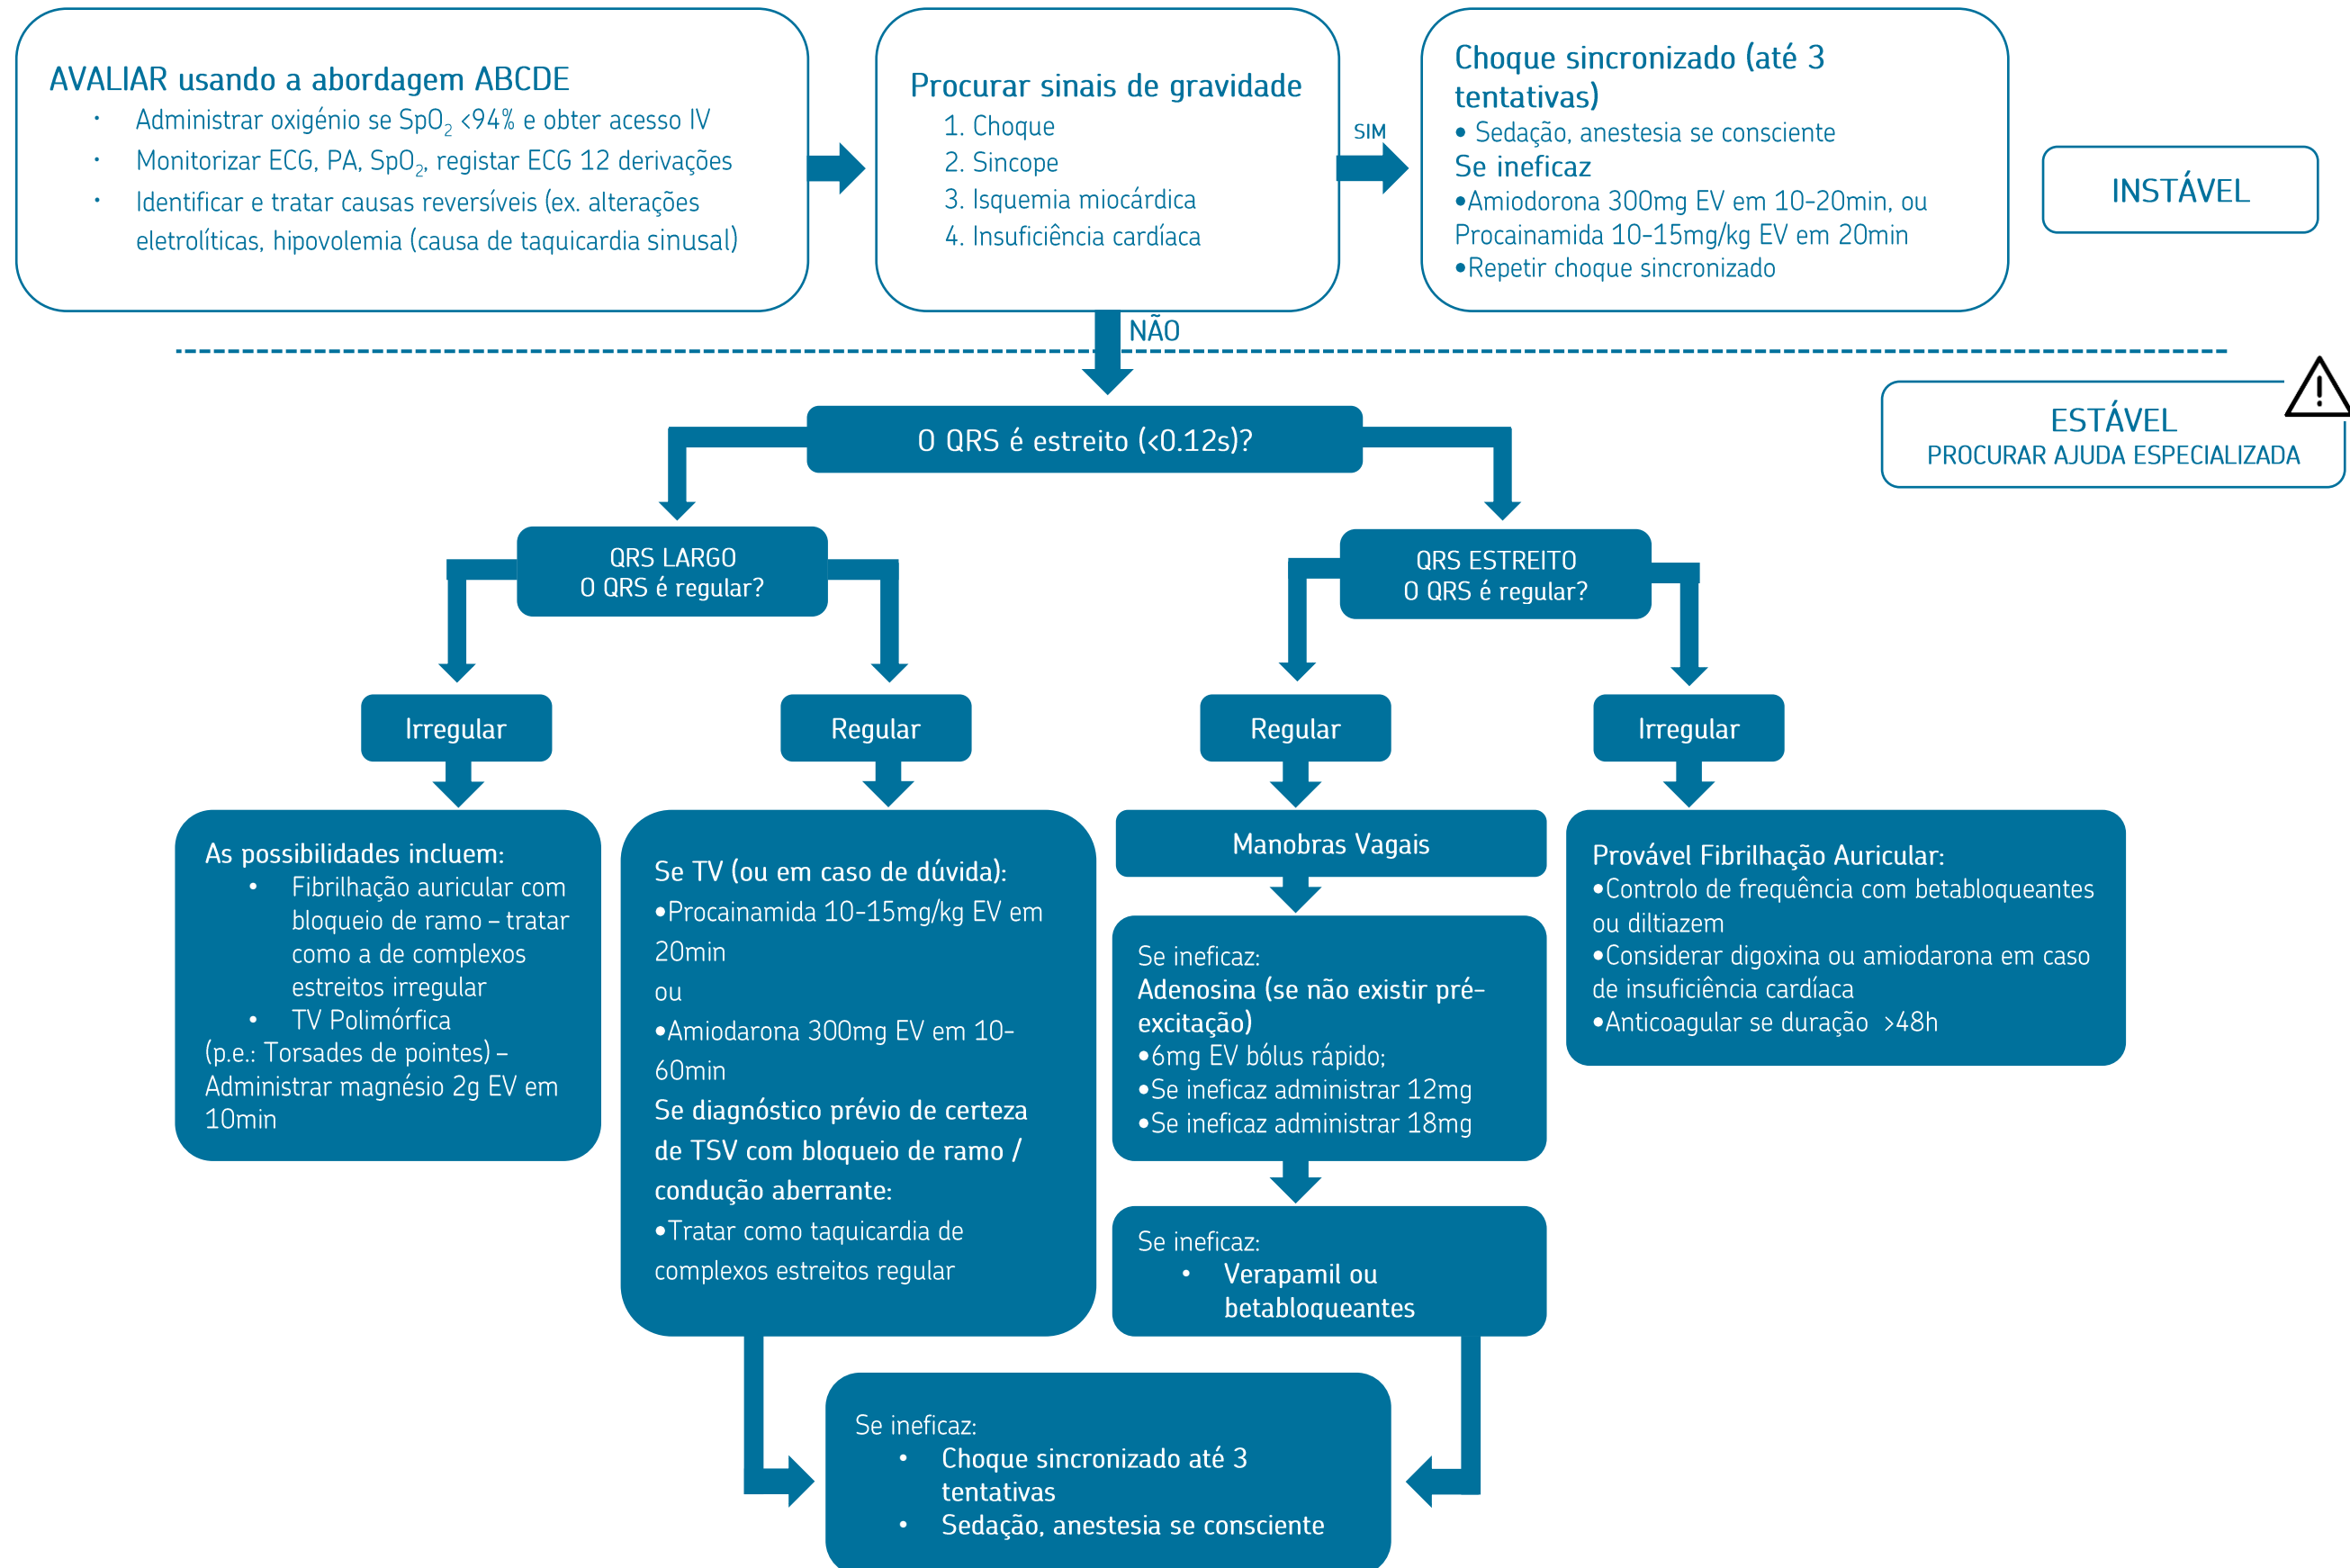 AVALIAR usando a abordagem ABCDE
· Administrar oxigénio se SpO₂ <94% e obter acesso IV
· Monitorizar ECG, PA, SpO₂, registar ECG 12 derivações
· Identificar e tratar causas reversíveis (ex. alterações
eletrolíticas, hipovolemia (causa de taquicardia sinusal)
Procurar sinais de gravidade
1. Choque
2. Sincope
3. Isquemia miocárdica
4. Insuficiência cardíaca
SIM
Choque sincronizado (até 3
tentativas)
• Sedação, anestesia se consciente
Se ineficaz
•Amiodorona 300mg EV em 10-20min, ou
Procainamida 10-15mg/kg EV em 20min
•Repetir choque sincronizado
INSTÁVEL
NÃO
ESTÁVEL
PROCURAR AJUDA ESPECIALIZADA
O QRS é estreito (<0.12s)?
QRS LARGO
O QRS é regular?
QRS ESTREITO
O QRS é regular?
Irregular
Regular
Regular
Irregular
As possibilidades incluem:
• Fibrilhação auricular com
bloqueio de ramo – tratar
como a de complexos
estreitos irregular
• TV Polimórfica
(p.e.: Torsades de pointes) –
Administrar magnésio 2g EV em
10min
Se TV (ou em caso de dúvida):
•Procainamida 10-15mg/kg EV em
20min
ou
•Amiodarona 300mg EV em 10-
60min
Se diagnóstico prévio de certeza
de TSV com bloqueio de ramo /
condução aberrante:
•Tratar como taquicardia de
complexos estreitos regular
Manobras Vagais
Se ineficaz:
Adenosina (se não existir pré-
excitação)
•6mg EV bólus rápido;
•Se ineficaz administrar 12mg
•Se ineficaz administrar 18mg
Se ineficaz:
• Verapamil ou
betabloqueantes
Provável Fibrilhação Auricular:
•Controlo de frequência com betabloqueantes
ou diltiazem
•Considerar digoxina ou amiodarona em caso
de insuficiência cardíaca
•Anticoagular se duração >48h
Se ineficaz:
• Choque sincronizado até 3
tentativas
• Sedação, anestesia se consciente